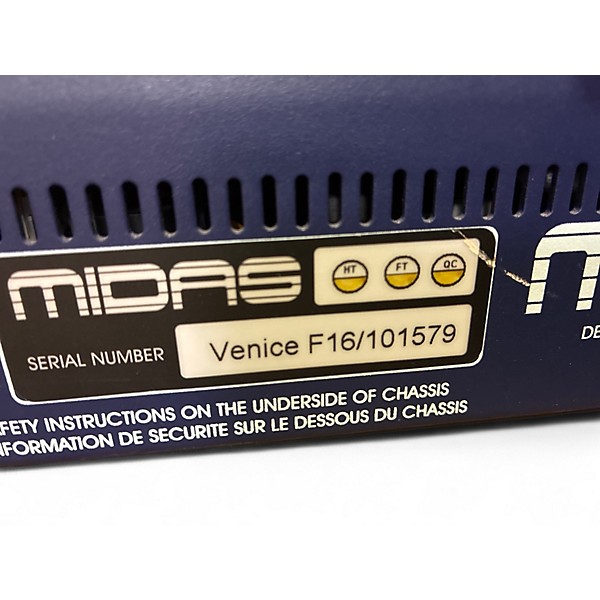 MIDAS
HT FT QC
SERIAL NUMBER Venice F16/101579
DE
FETY INSTRUCTIONS ON THE UNDERSIDE OF CHASSIS
NFORMATION DE SECURITE SUR LE DESSOUS DU CHASSIS